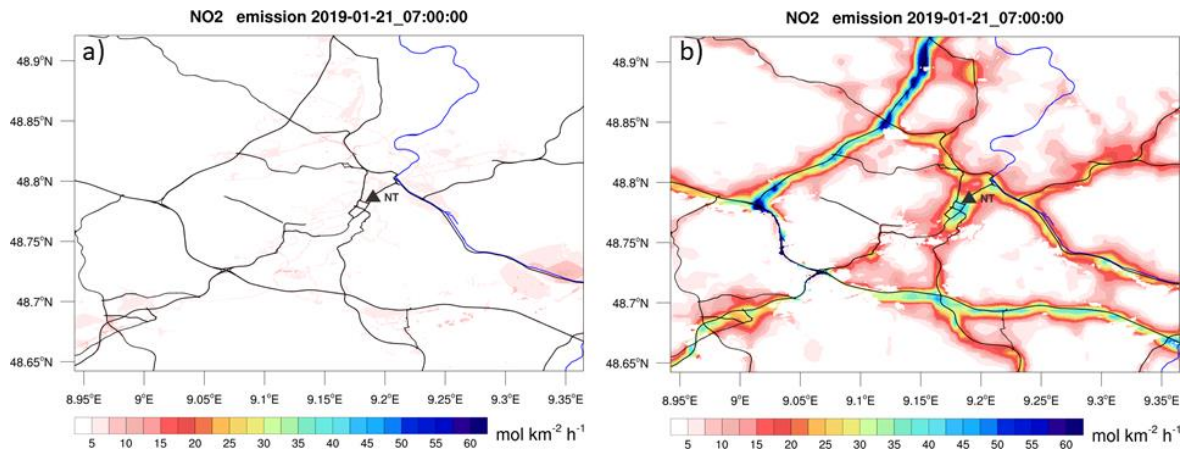 NO2 emission 2019-01-21_07:00:00
a)
48.9°N
48.85°N
48.8°N
48.75°N
48.7°N
48.65°N
NT
8.95°E 9°E 9.05°E 9.1°E 9.15°E 9.2°E 9.25°E 9.3°E 9.35°E
5 10 15 20 25 30 35 40 45 50 55 60 mol km⁻² h⁻¹
NO2 emission 2019-01-21_07:00:00
b)
48.9°N
48.85°N
48.8°N
48.75°N
48.7°N
48.65°N
NT
8.95°E 9°E 9.05°E 9.1°E 9.15°E 9.2°E 9.25°E 9.3°E 9.35°E
5 10 15 20 25 30 35 40 45 50 55 60 mol km⁻² h⁻¹